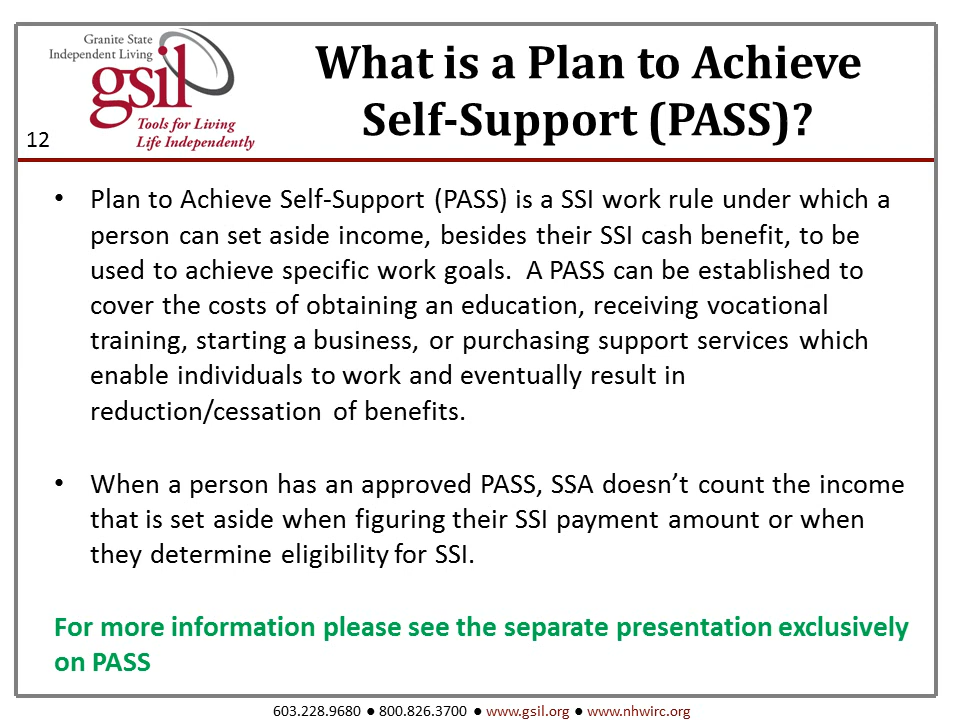 Granite State
Independent Living
gsil
Tools for Living
Life Independently
12
What is a Plan to Achieve
Self-Support (PASS)?
• Plan to Achieve Self-Support (PASS) is a SSI work rule under which a
person can set aside income, besides their SSI cash benefit, to be
used to achieve specific work goals.  A PASS can be established to
cover the costs of obtaining an education, receiving vocational
training, starting a business, or purchasing support services which
enable individuals to work and eventually result in
reduction/cessation of benefits.
• When a person has an approved PASS, SSA doesn’t count the income
that is set aside when figuring their SSI payment amount or when
they determine eligibility for SSI.
For more information please see the separate presentation exclusively
on PASS
603.228.9680 ● 800.826.3700 ● www.gsil.org ● www.nhwirc.org